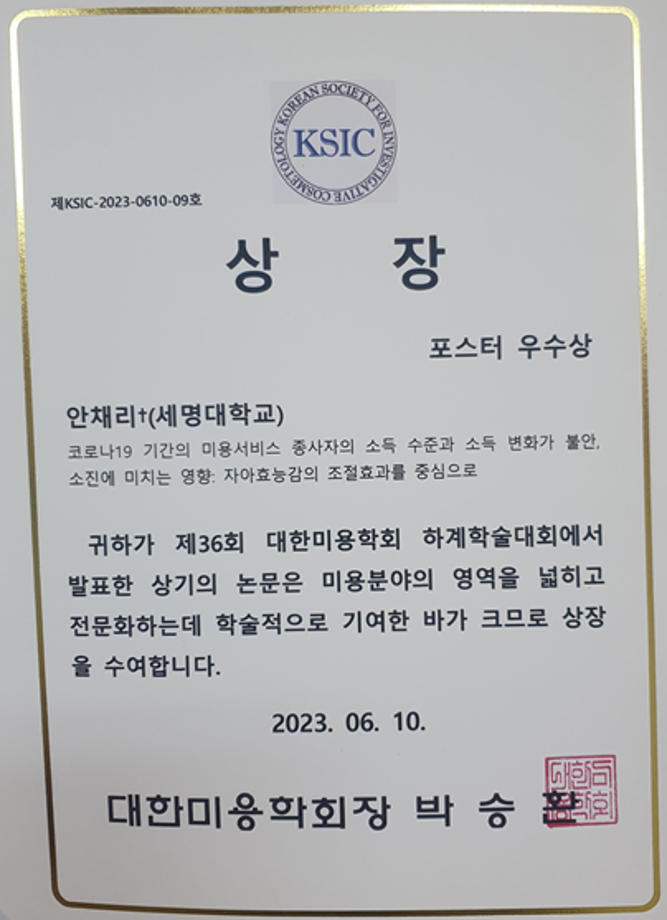 KOREAN SOCIETY FOR INVESTIGATIVE COSMETOLOGY
KSIC
제KSIC-2023-0610-09호
상 장
포스터 우수상
안채리†(세명대학교)
코로나19 기간의 미용서비스 종사자의 소득 수준과 소득 변화가 불안,
소진에 미치는 영향: 자아효능감의 조절효과를 중심으로
귀하가 제36회 대한미용학회 하계학술대회에서
발표한 상기의 논문은 미용분야의 영역을 넓히고
전문화하는데 학술적으로 기여한 바가 크므로 상장
을 수여합니다.
2023. 06. 10.
대한미용학회장 박 승 환